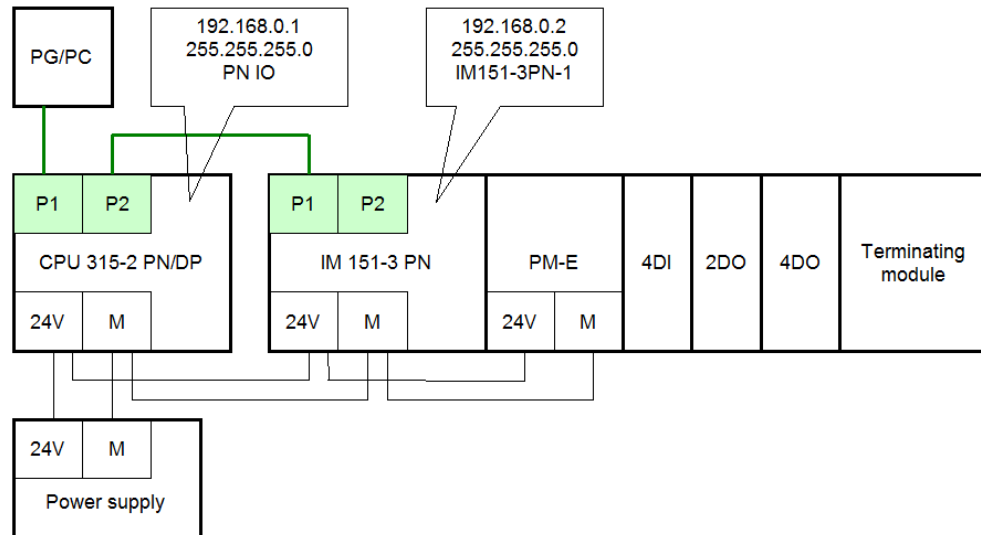 PG/PC
192.168.0.1
255.255.255.0
PN IO
192.168.0.2
255.255.255.0
IM151-3PN-1
P1
P2
CPU 315-2 PN/DP
24V
M
P1
P2
IM 151-3 PN
24V
M
PM-E
24V
M
4DI
2DO
4DO
Terminating
module
24V
M
Power supply